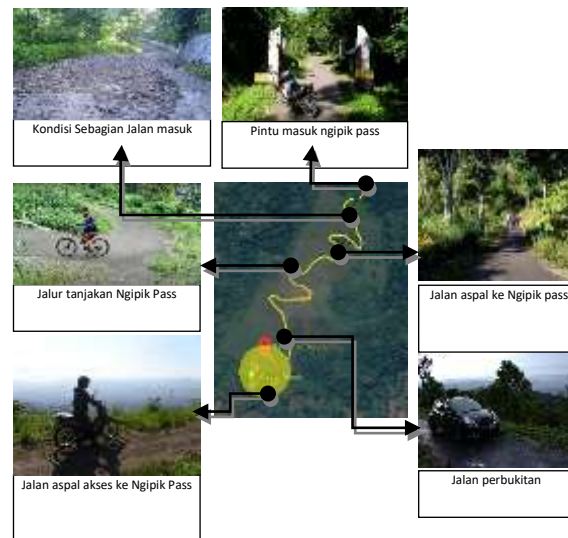 Kondisi Sebagian Jalan masuk
Pintu masuk ngipik pass
Jalur tanjakan Ngipik Pass
Jalan aspal ke Ngipik pass
Jalan aspal akses ke Ngipik Pass
Jalan perbukitan